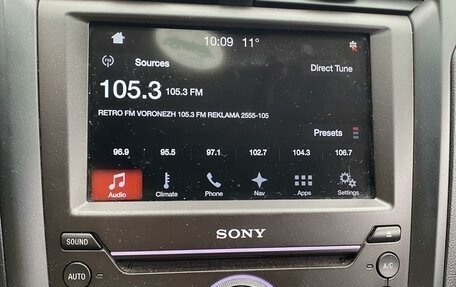 10:09 11°
FM Sources Direct Tune
105.3 105.3 FM
RETRO FM VORONEZH 105.3 FM REKLAMA 2555-105
Presets
96.9 95.5 97.1 102.7 104.3 106.7
Audio Climate Phone Nav Apps Settings
SONY
SOUND
AUTO A/C